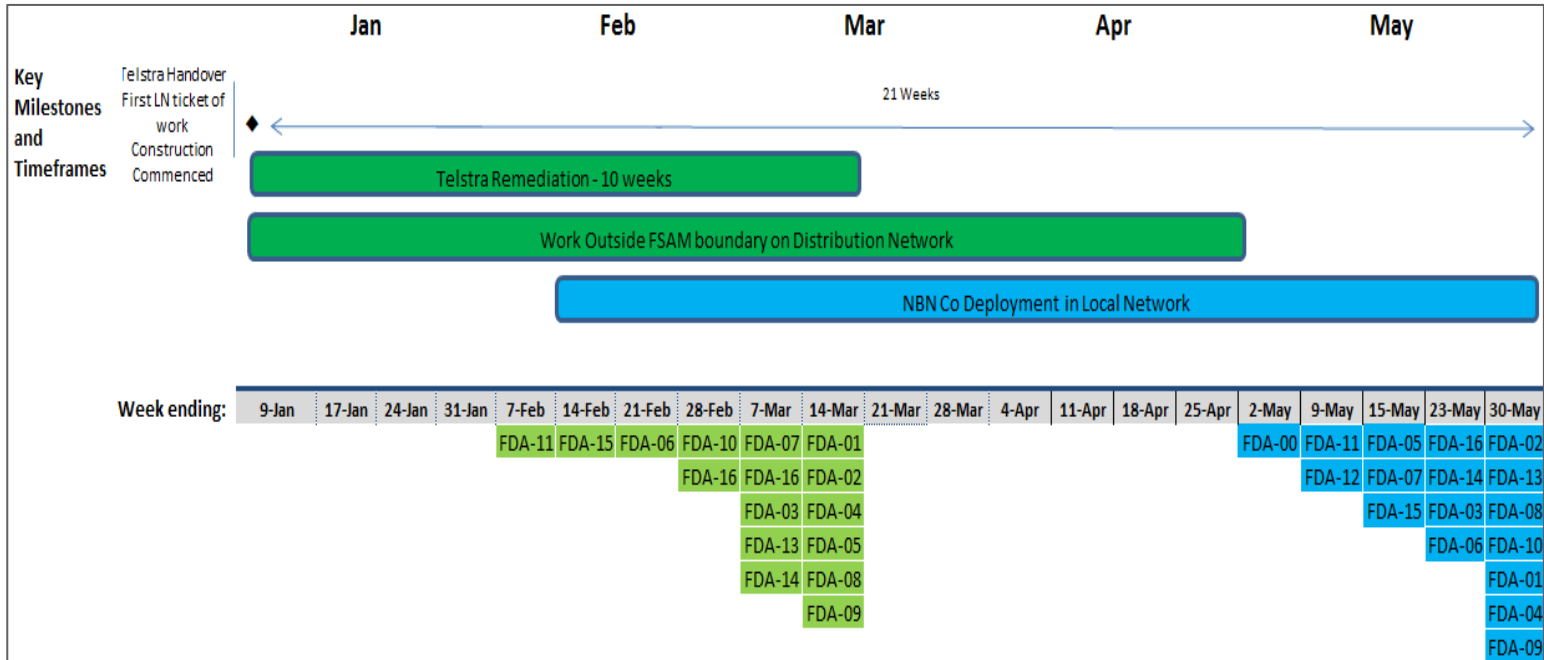 Jan Feb Mar Apr May
Key
Milestones
and
Timeframes
Telstra Handover
First LN ticket of
work
Construction
Commenced
21 Weeks
Telstra Remediation - 10 weeks
Work Outside FSAM boundary on Distribution Network
NBN Co Deployment in Local Network
Week ending: 9-Jan 17-Jan 24-Jan 31-Jan 7-Feb 14-Feb 21-Feb 28-Feb 7-Mar 14-Mar 21-Mar 28-Mar 4-Apr 11-Apr 18-Apr 25-Apr 2-May 9-May 15-May 23-May 30-May
FDA-11 FDA-15 FDA-06 FDA-10 FDA-07 FDA-01 FDA-00 FDA-11 FDA-05 FDA-16 FDA-02
FDA-16 FDA-16 FDA-02 FDA-12 FDA-07 FDA-14 FDA-13
FDA-03 FDA-04 FDA-15 FDA-03 FDA-08
FDA-13 FDA-05 FDA-06 FDA-10
FDA-14 FDA-08 FDA-01
FDA-09 FDA-04
FDA-09